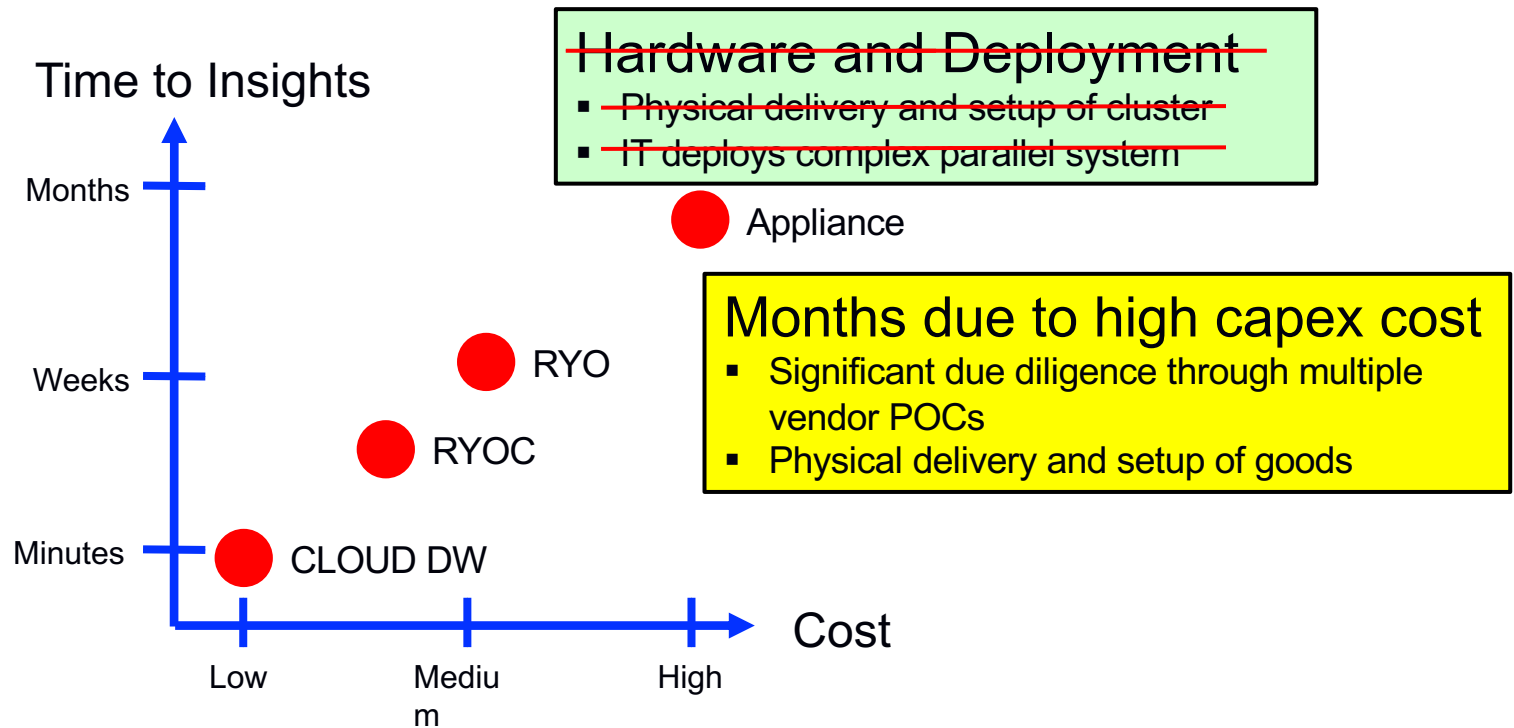 Hardware and Deployment
▪ Physical delivery and setup of cluster
▪ IT deploys complex parallel system
Time to Insights
Months
Appliance
Months due to high capex cost
▪ Significant due diligence through multiple
vendor POCs
▪ Physical delivery and setup of goods
RYO
Weeks
RYOC
Minutes
CLOUD DW
Cost
Low
Mediu
m
High